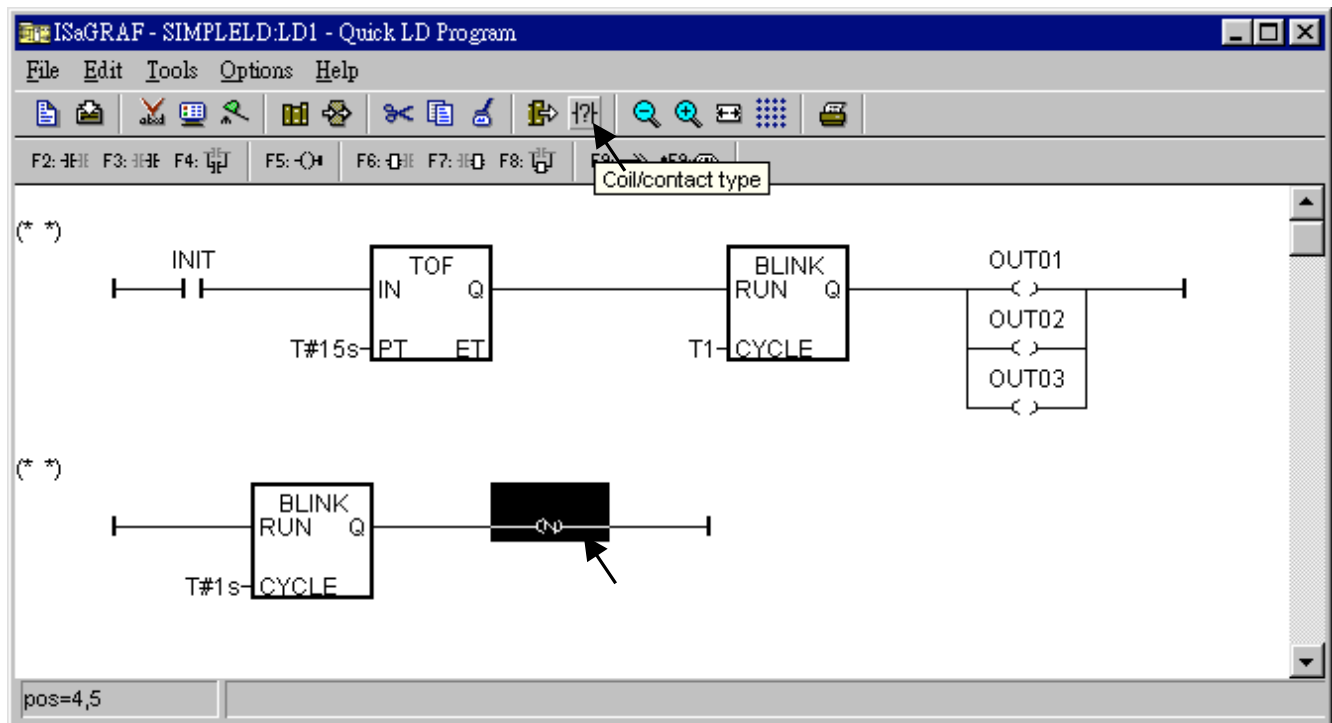 ISaGRAF - SIMPLELD:LD1 - Quick LD Program
File Edit Tools Options Help
abcd
?
F2: F3: F4: F5: F6: F7: F8:
Coil/contact type
(* *)
INIT TOF BLINK OUT01
IN Q RUN Q
OUT02
T#15s PT ET T1 CYCLE
OUT03
(* *)
BLINK
RUN Q
(N)
T#1s CYCLE
pos=4,5